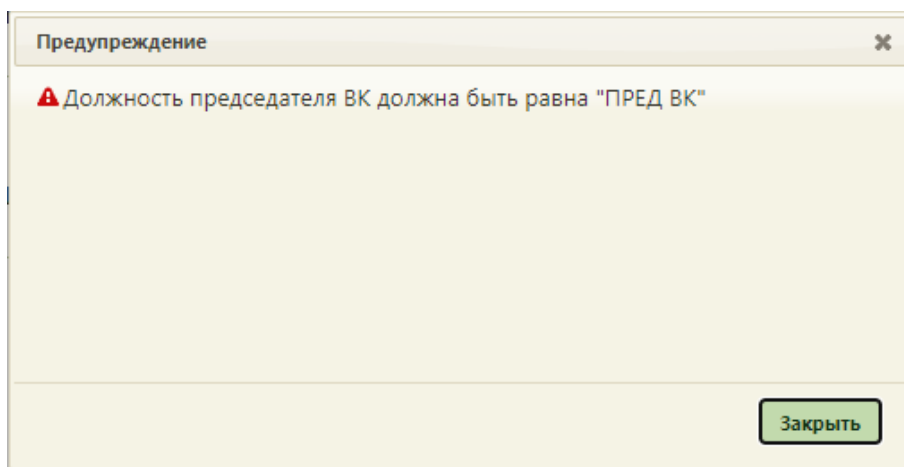 Предупреждение
Должность председателя ВК должна быть равна "ПРЕД ВК"
Закрыть